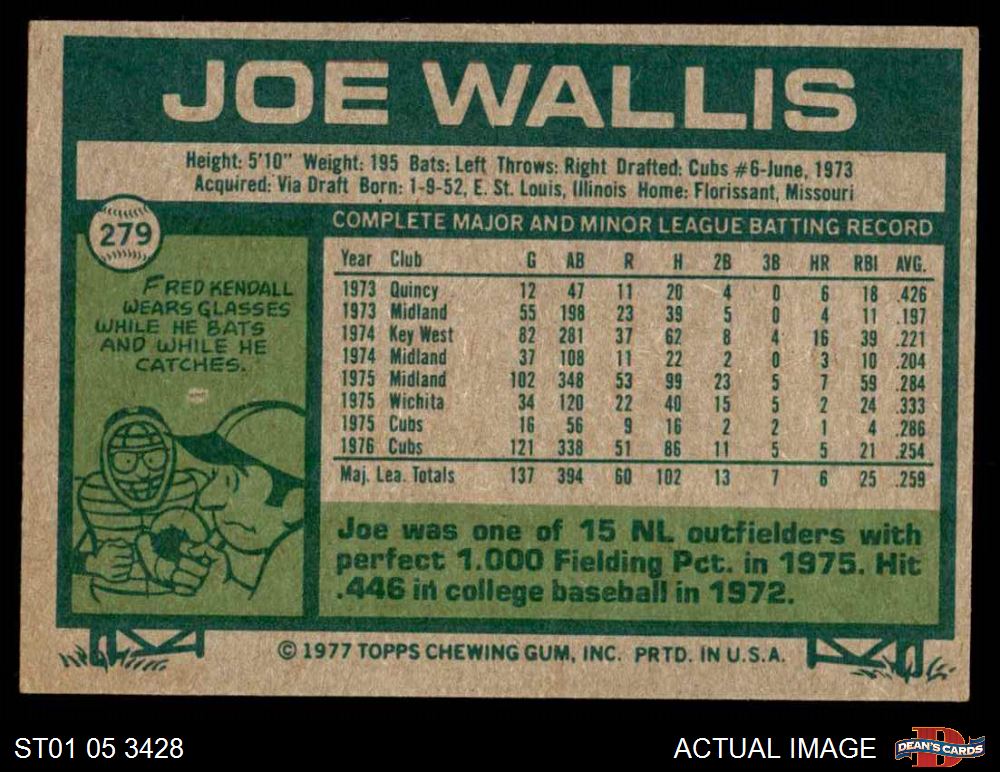 JOE WALLIS
Height: 5'10" Weight: 195 Bats: Left Throws: Right Drafted: Cubs #6-June, 1973
Acquired: Via Draft Born: 1-9-52, E. St. Louis, Illinois Home: Florissant, Missouri
279
FRED KENDALL
WEARS GLASSES
WHILE HE BATS
AND WHILE HE
CATCHES.
COMPLETE MAJOR AND MINOR LEAGUE BATTING RECORD
Year Club G AB R H 2B 3B HR RBI AVG.
1973 Quincy 12 47 11 20 4 0 6 18 .426
1973 Midland 55 198 23 39 5 0 4 11 .197
1974 Key West 82 281 37 62 8 4 16 39 .221
1974 Midland 37 108 11 22 2 0 3 10 .204
1975 Midland 102 348 53 99 23 5 7 59 .284
1975 Wichita 34 120 22 40 15 5 2 24 .333
1975 Cubs 16 56 9 16 2 2 1 4 .286
1976 Cubs 121 338 51 86 11 5 5 21 .254
Maj. Lea. Totals 137 394 60 102 13 7 6 25 .259
Joe was one of 15 NL outfielders with
perfect 1.000 Fielding Pct. in 1975. Hit
.446 in college baseball in 1972.
© 1977 TOPPS CHEWING GUM, INC. PRTD. IN U.S.A.
ST01 05 3428
ACTUAL IMAGE
D
DEAN'S CARDS